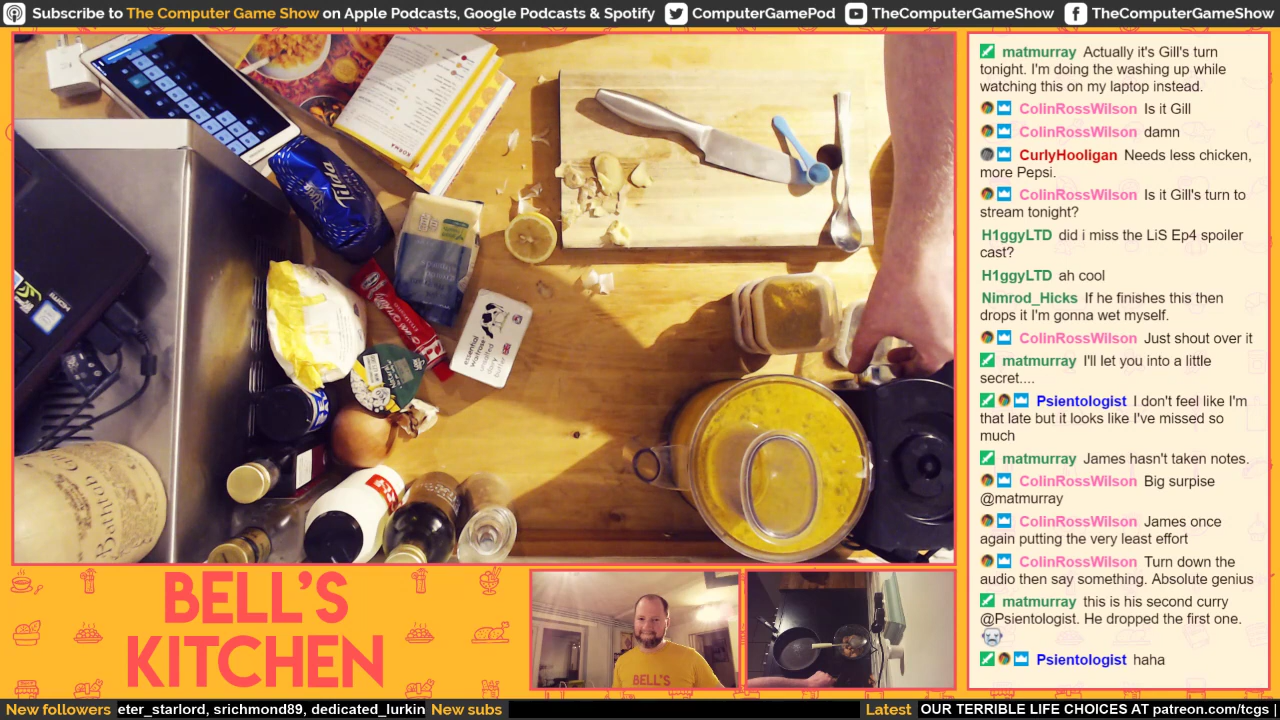 Subscribe to The Computer Game Show on Apple Podcasts, Google Podcasts & Spotify
ComputerGamePod
TheComputerGameShow
TheComputerGameShow
Tilda
essential
Waitrose
HDMI
matmurray Actually it's Gill's turn
tonight. I'm doing the washing up while
watching this on my laptop instead.
ColinRossWilson Is it Gill
ColinRossWilson damn
CurlyHooligan Needs less chicken,
more Pepsi.
ColinRossWilson Is it Gill's turn to
stream tonight?
H1ggyLTD did i miss the LiS Ep4 spoiler
cast?
H1ggyLTD ah cool
Nimrod_Hicks If he finishes this then
drops it I'm gonna wet myself.
ColinRossWilson Just shout over it
matmurray I'll let you into a little
secret....
Psientologist I don't feel like I'm
that late but it looks like I've missed so
much
matmurray James hasn't taken notes.
ColinRossWilson Big surpise
@matmurray
ColinRossWilson James once
again putting the very least effort
ColinRossWilson Turn down the
audio then say something. Absolute genius
matmurray this is his second curry
@Psientologist. He dropped the first one.
Psientologist haha
BELL'S
KITCHEN
BELL'S
New followers eter_starlord, srichmond89, dedicated_lurkin New subs
Latest OUR TERRIBLE LIFE CHOICES AT patreon.com/tcgs |